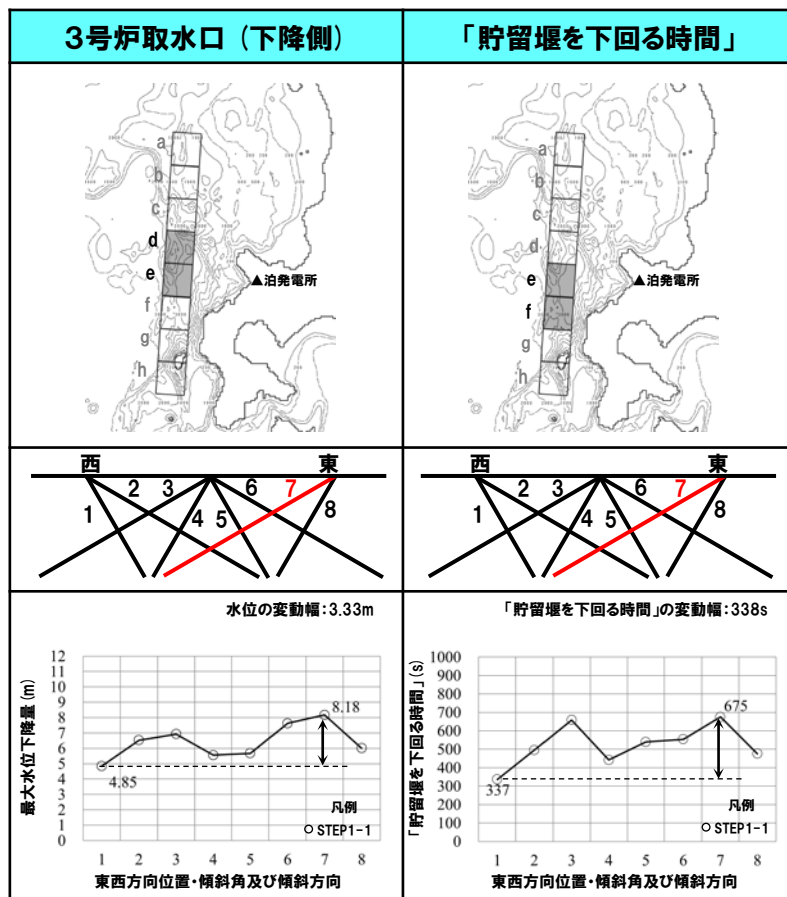 3号炉取水口（下降側）
a
b
c
d
e
f
g
h
▲泊発電所
西
東
1
2
3
4
5
6
7
8
水位の変動幅：3.33m
最大水位下降量(m)
12
11
10
9
8
7
6
5
4
3
2
1
0
8.18
4.85
凡例
○ STEP1-1
1 2 3 4 5 6 7 8
東西方向位置・傾斜角及び傾斜方向
「貯留堰を下回る時間」
a
b
c
d
e
f
g
h
▲泊発電所
西
東
1
2
3
4
5
6
7
8
「貯留堰を下回る時間」の変動幅：338s
「貯留堰を下回る時間」(s)
1000
900
800
700
600
500
400
300
200
100
0
675
337
凡例
○ STEP1-1
1 2 3 4 5 6 7 8
東西方向位置・傾斜角及び傾斜方向